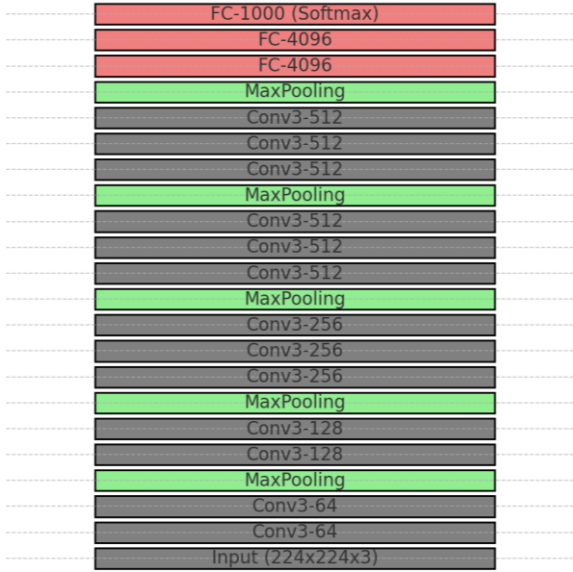 FC-1000 (Softmax)
FC-4096
FC-4096
MaxPooling
Conv3-512
Conv3-512
Conv3-512
MaxPooling
Conv3-512
Conv3-512
Conv3-512
MaxPooling
Conv3-256
Conv3-256
Conv3-256
MaxPooling
Conv3-128
Conv3-128
MaxPooling
Conv3-64
Conv3-64
Input (224x224x3)